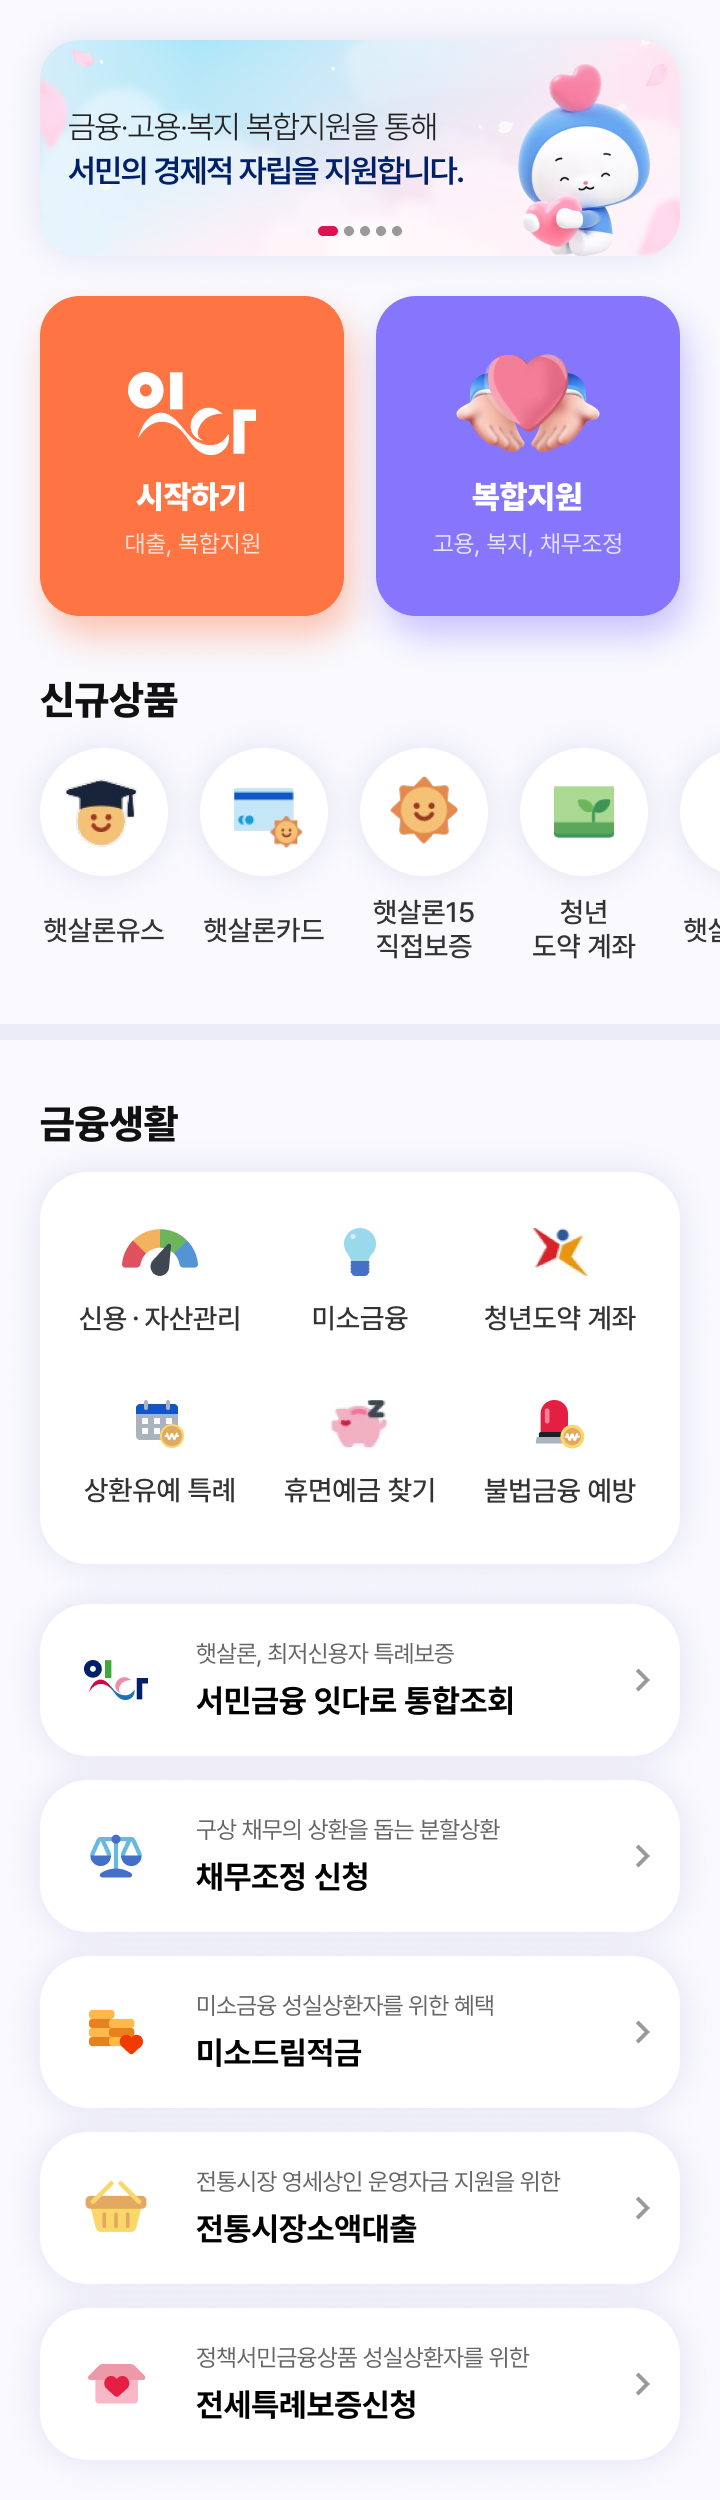 금융·고용·복지 복합지원을 통해
서민의 경제적 자립을 지원합니다.
잇다
시작하기
대출, 복합지원
복합지원
고용, 복지, 채무조정
신규상품
햇살론유스
햇살론카드
햇살론15
직접보증
청년
도약 계좌
금융생활
신용·자산관리
미소금융
청년도약 계좌
상환유예 특례
휴면예금 찾기
불법금융 예방
잇다
햇살론, 최저신용자 특례보증
서민금융 잇다로 통합조회
구상 채무의 상환을 돕는 분할상환
채무조정 신청
미소금융 성실상환자를 위한 혜택
미소드림적금
전통시장 영세상인 운영자금 지원을 위한
전통시장소액대출
정책서민금융상품 성실상환자를 위한
전세특례보증신청